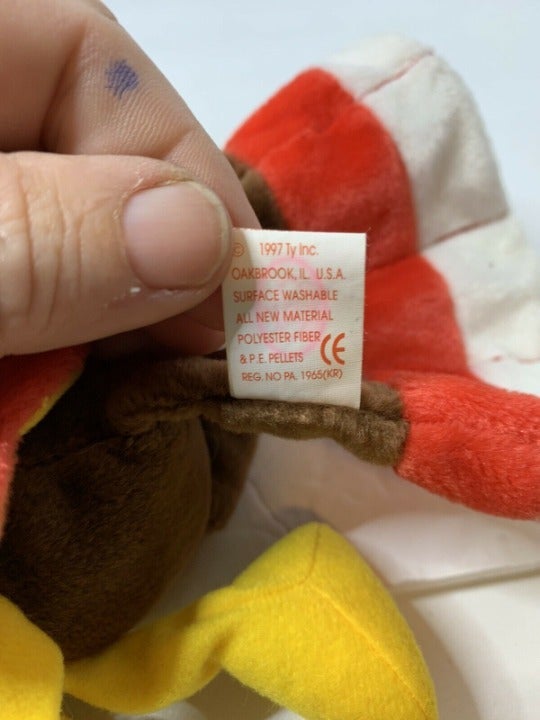 © 1997 Ty Inc.
OAKBROOK, IL. U.S.A.
SURFACE WASHABLE
ALL NEW MATERIAL
POLYESTER FIBER
& P.E. PELLETS CE
REG. NO PA. 1965(KR)